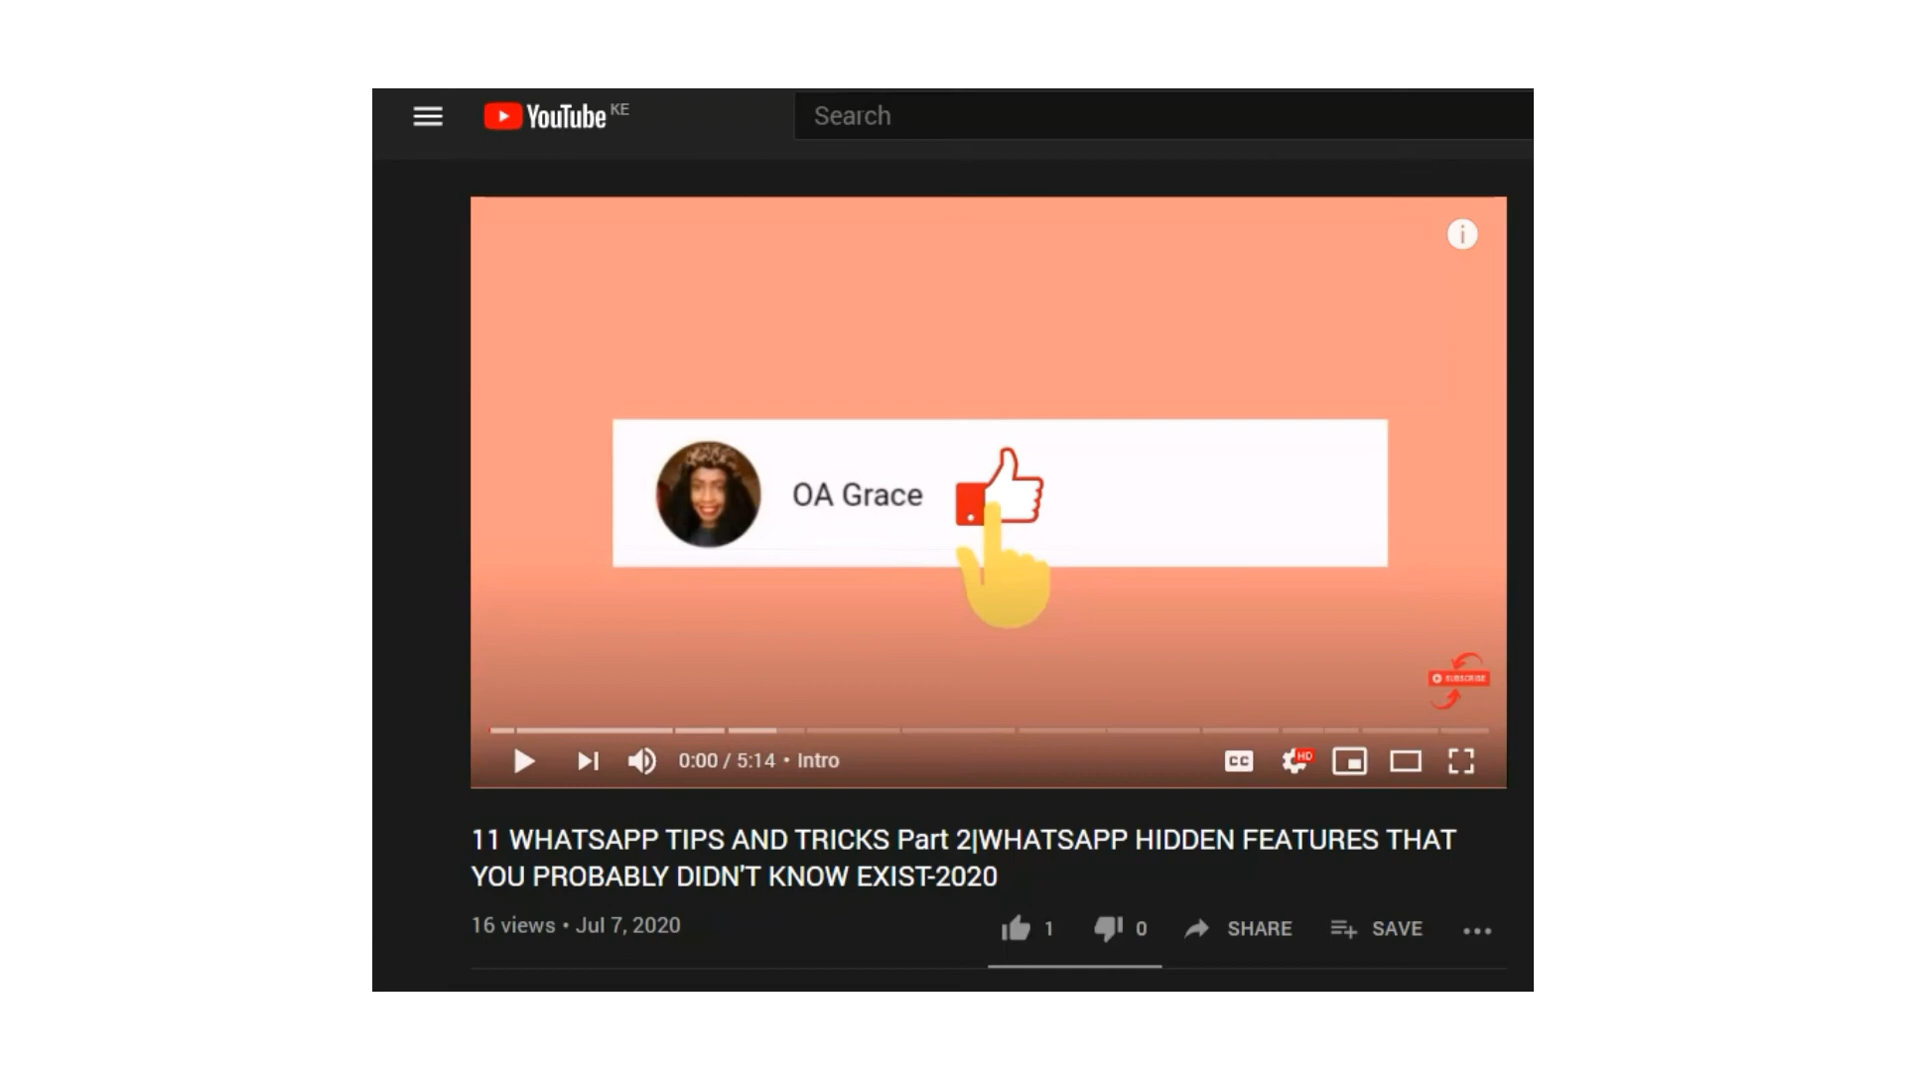 YouTube KE
Search
OA Grace
SUBSCRIBE
0:00 / 5:14 • Intro
CC
HD
11 WHATSAPP TIPS AND TRICKS Part 2|WHATSAPP HIDDEN FEATURES THAT
YOU PROBABLY DIDN'T KNOW EXIST-2020
16 views • Jul 7, 2020
1
0
SHARE
SAVE